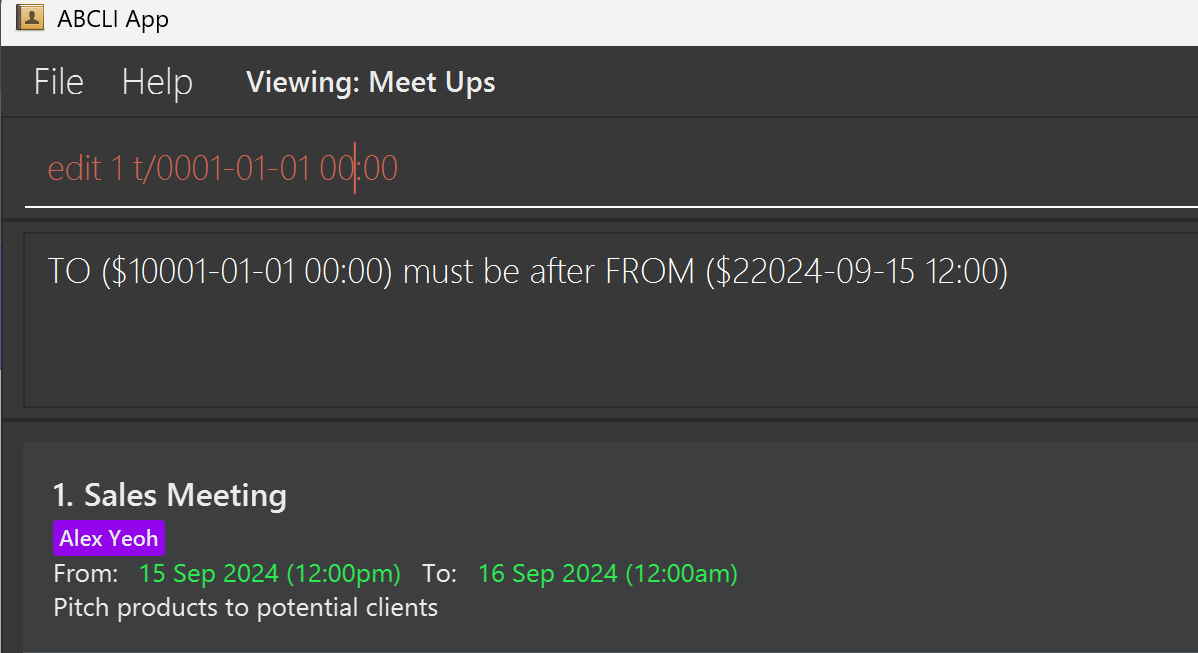 ABCLI App
File Help Viewing: Meet Ups
edit 1 t/0001-01-01 00:00
TO ($10001-01-01 00:00) must be after FROM ($22024-09-15 12:00)
1. Sales Meeting
Alex Yeoh
From: 15 Sep 2024 (12:00pm) To: 16 Sep 2024 (12:00am)
Pitch products to potential clients